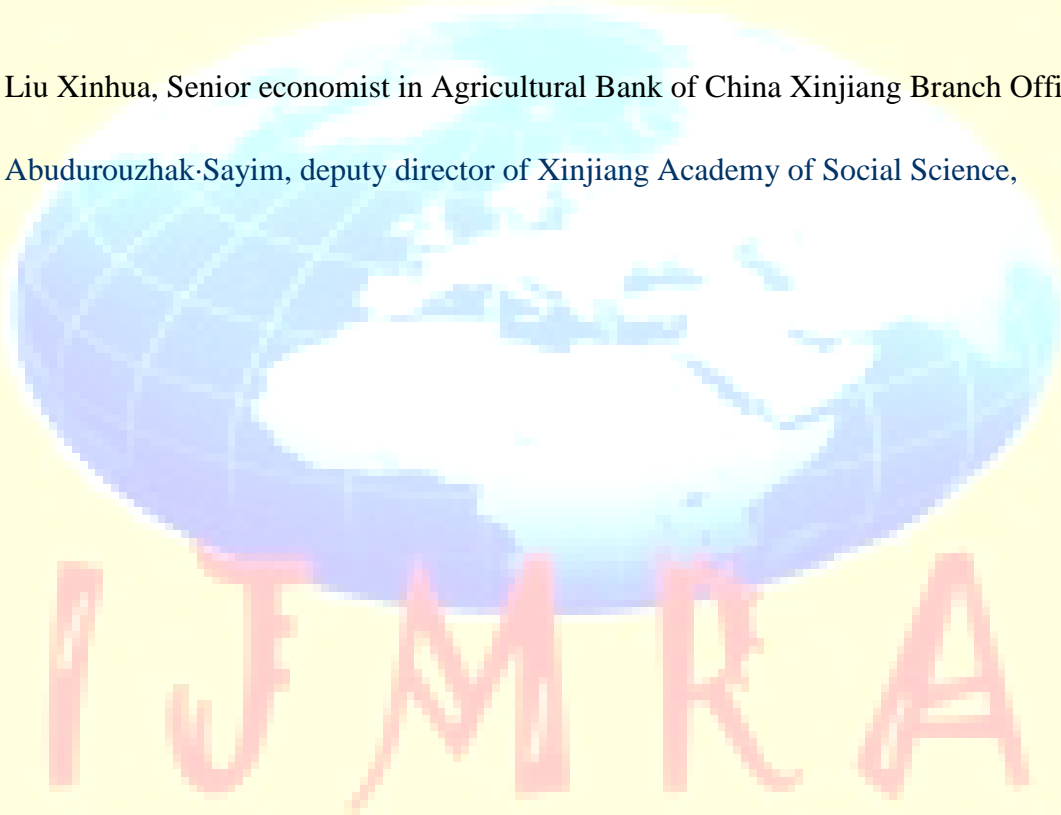 Liu Xinhua, Senior economist in Agricultural Bank of China Xinjiang Branch Offi
Abudurouzhak·Sayim, deputy director of Xinjiang Academy of Social Science,
IJMRA